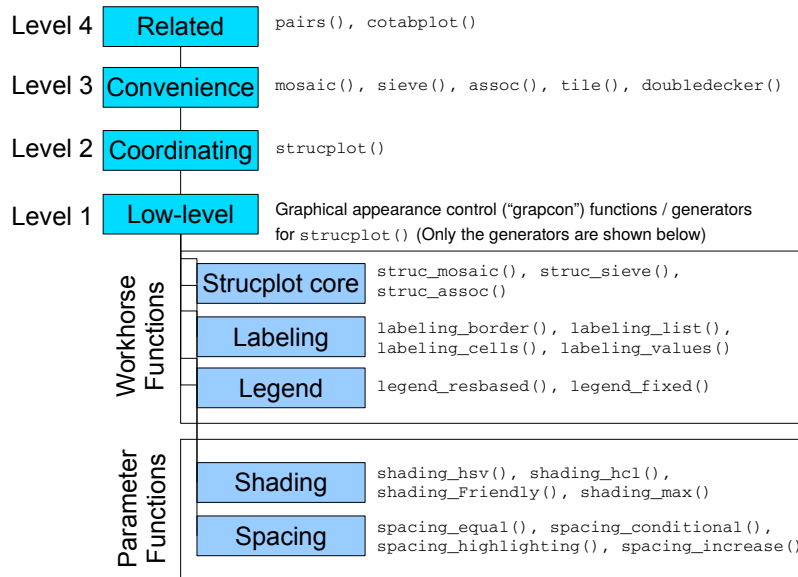 Level 4 Related pairs(), cotabplot()
Level 3 Convenience mosaic(), sieve(), assoc(), tile(), doubledecker()
Level 2 Coordinating strucplot()
Level 1 Low-level Graphical appearance control (“grapcon”) functions / generators
for strucplot() (Only the generators are shown below)
Workhorse
Functions
Strucplot core struc_mosaic(), struc_sieve(),
struc_assoc()
Labeling labeling_border(), labeling_list(),
labeling_cells(), labeling_values()
Legend legend_resbased(), legend_fixed()
Parameter
Functions
Shading shading_hsv(), shading_hcl(),
shading_Friendly(), shading_max()
Spacing spacing_equal(), spacing_conditional(),
spacing_highlighting(), spacing_increase()